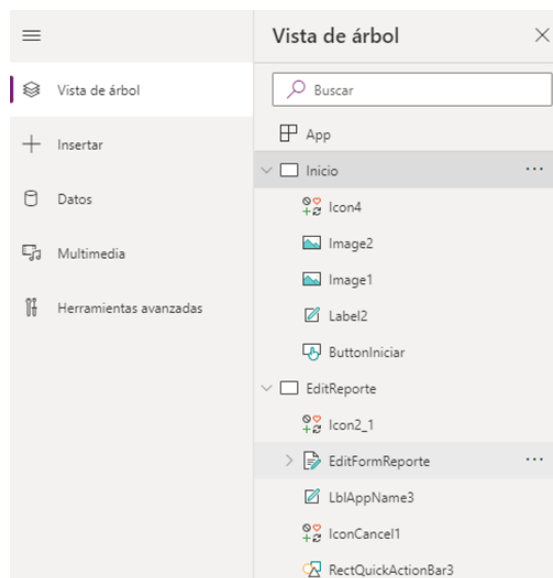 Vista de árbol
Insertar
Datos
Multimedia
Herramientas avanzadas
Vista de árbol
Buscar
App
Inicio
Icon4
Image2
Image1
Label2
ButtonIniciar
EditReporte
Icon2_1
EditFormReporte
LblAppName3
IconCancel1
RectQuickActionBar3